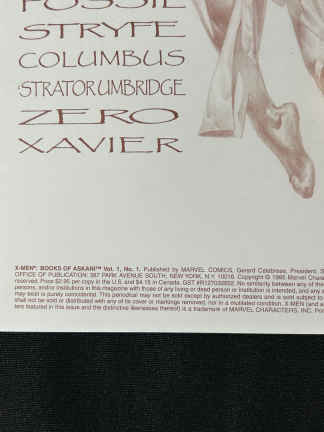 FOSSIL
STRYFE
COLUMBUS
'STRATOR UMBRIDGE
ZERO
XAVIER
X-MEN®: BOOKS OF ASKANI™ Vol. 1, No. 1. Published by MARVEL COMICS, Gerard Calabrese, President,
OFFICE OF PUBLICATION: 387 PARK AVENUE SOUTH, NEW YORK, N.Y. 10016. Copyright © 1995 Marvel
reserved. Price $2.95 per copy in the U.S. and $4.15 in Canada. GST #R127032852. No similarity between any of the
persons, and/or institutions in this magazine with those of any living or dead person or institution is intended, and any
may exist is purely coincidental. This periodical may not be sold except by authorized dealers and is sold subject to
shall not be sold or distributed with any of its cover or markings removed, nor in a mutilated condition. X-MEN (and
ters featured in this issue and the distinctive likenesses thereof) is a trademark of MARVEL CHARACTERS, INC.